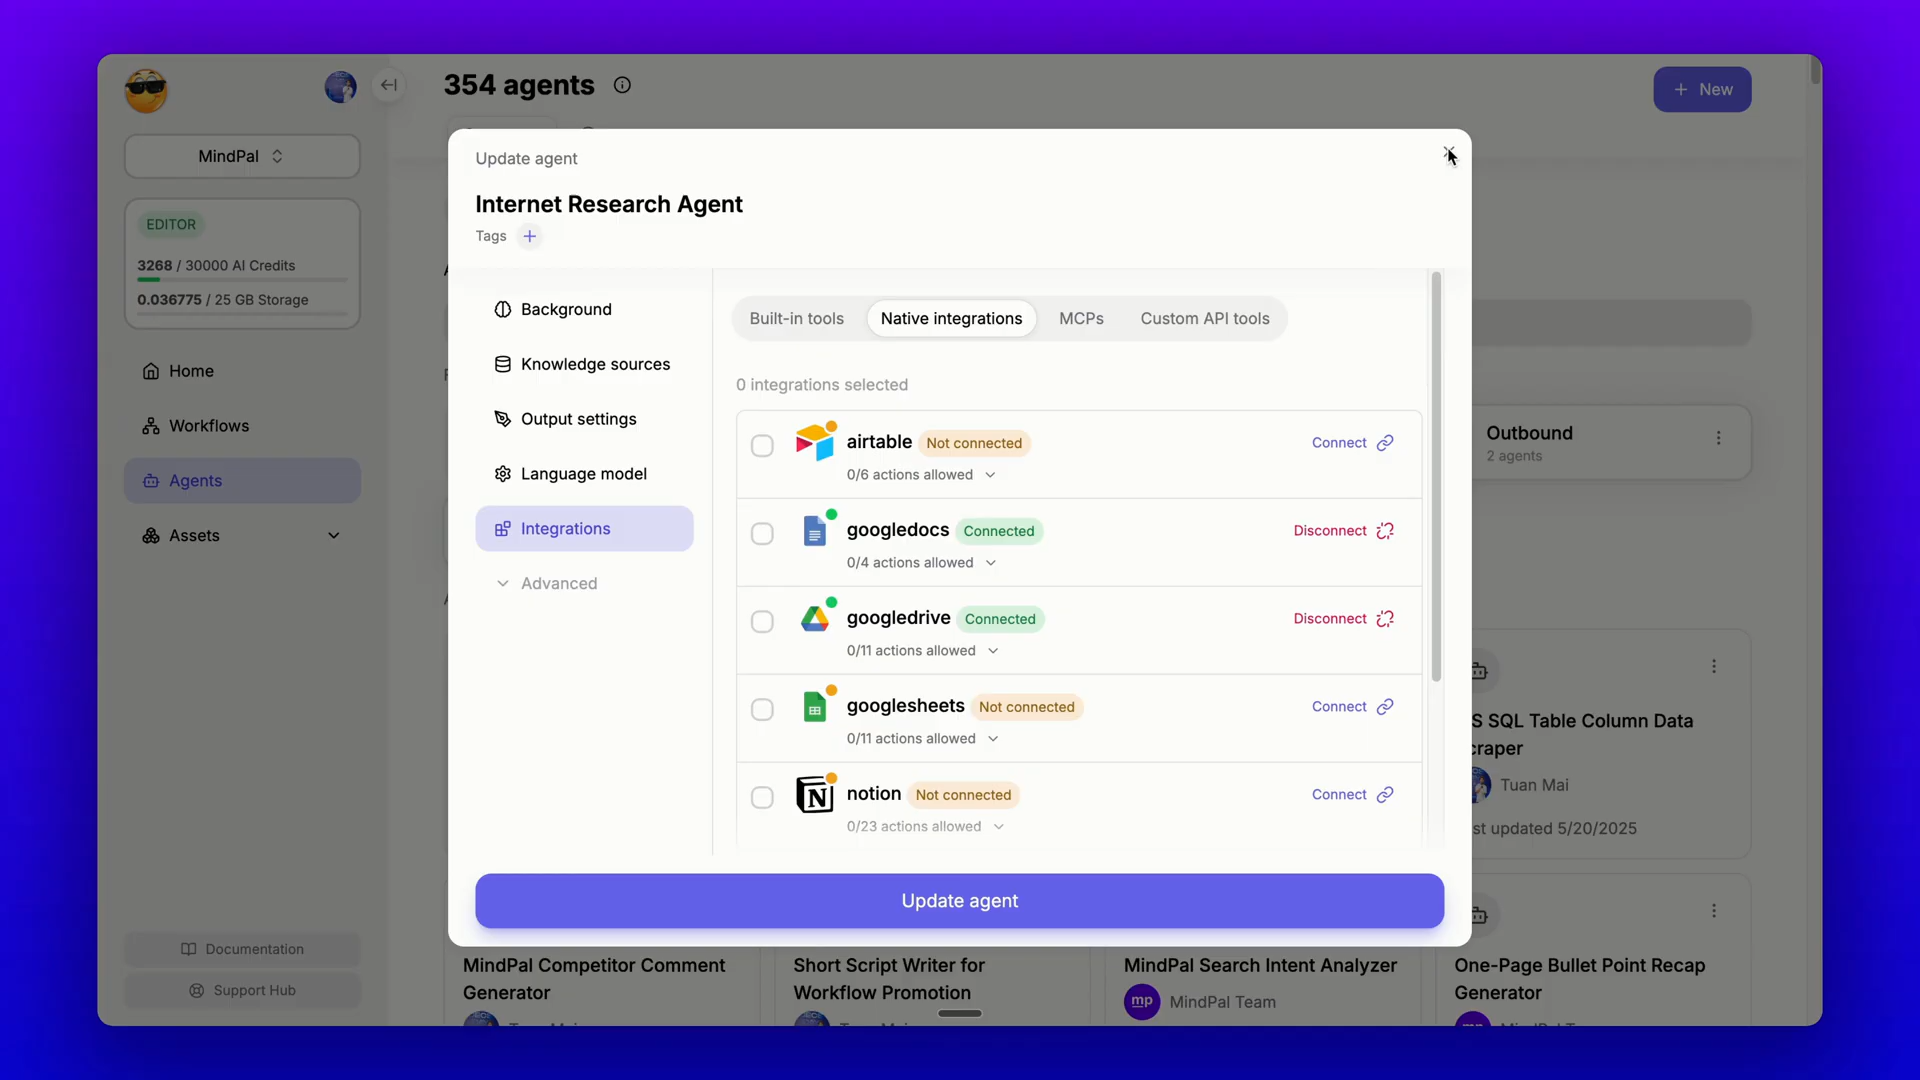 354 agents
New
MindPal
EDITOR
3268 / 30000 AI Credits
0.036775 / 25 GB Storage
Home
Workflows
Agents
Assets
Documentation
Support Hub
Update agent
Internet Research Agent
Tags
Background
Knowledge sources
Output settings
Language model
Integrations
Advanced
Built-in tools
Native integrations
MCPs
Custom API tools
0 integrations selected
airtable Not connected
Connect
0/6 actions allowed
googledocs Connected
Disconnect
0/4 actions allowed
googledrive Connected
Disconnect
0/11 actions allowed
googlesheets Not connected
Connect
0/11 actions allowed
notion Not connected
Connect
0/23 actions allowed
Update agent
Outbound
2 agents
SQL Table Column Data
Tuan Mai
updated 5/20/2025
MindPal Competitor Comment
Generator
Short Script Writer for
Workflow Promotion
MindPal Search Intent Analyzer
mp MindPal Team
One-Page Bullet Point Recap
Generator